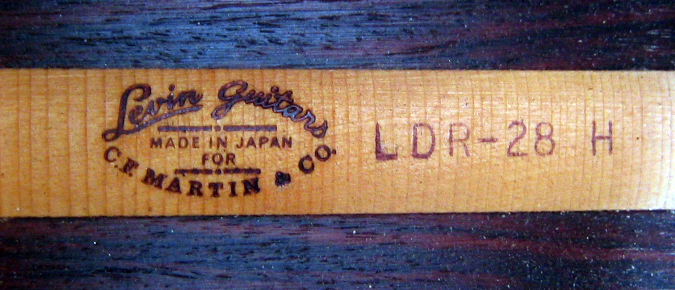 Levin Guitars
MADE IN JAPAN
FOR
C.F. MARTIN & CO.
LDR-28 H